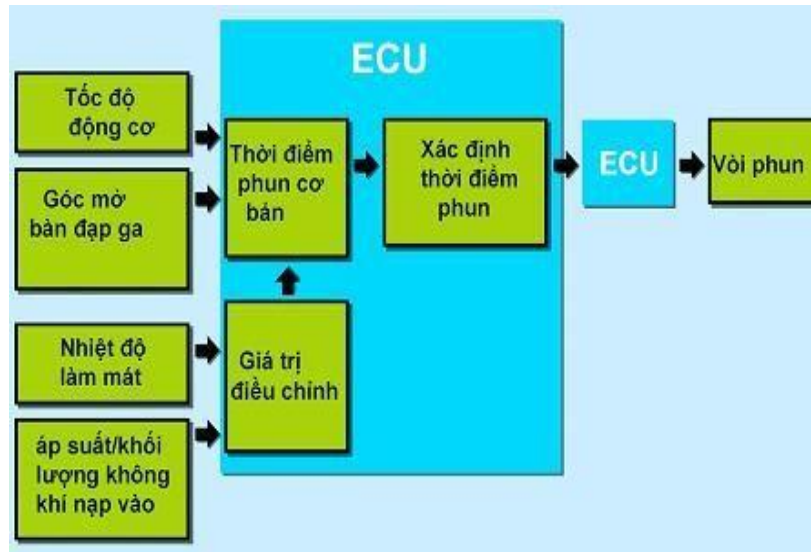 ECU
Tốc độ
động cơ
Góc mở
bàn đạp ga
Thời điểm
phun cơ
bán
Xác định
thời điểm
phun
ECU
Vòi phun
Nhiệt độ
làm mát
áp suất/khối
lượng không
khí nạp vào
Giá trị
điều chỉnh